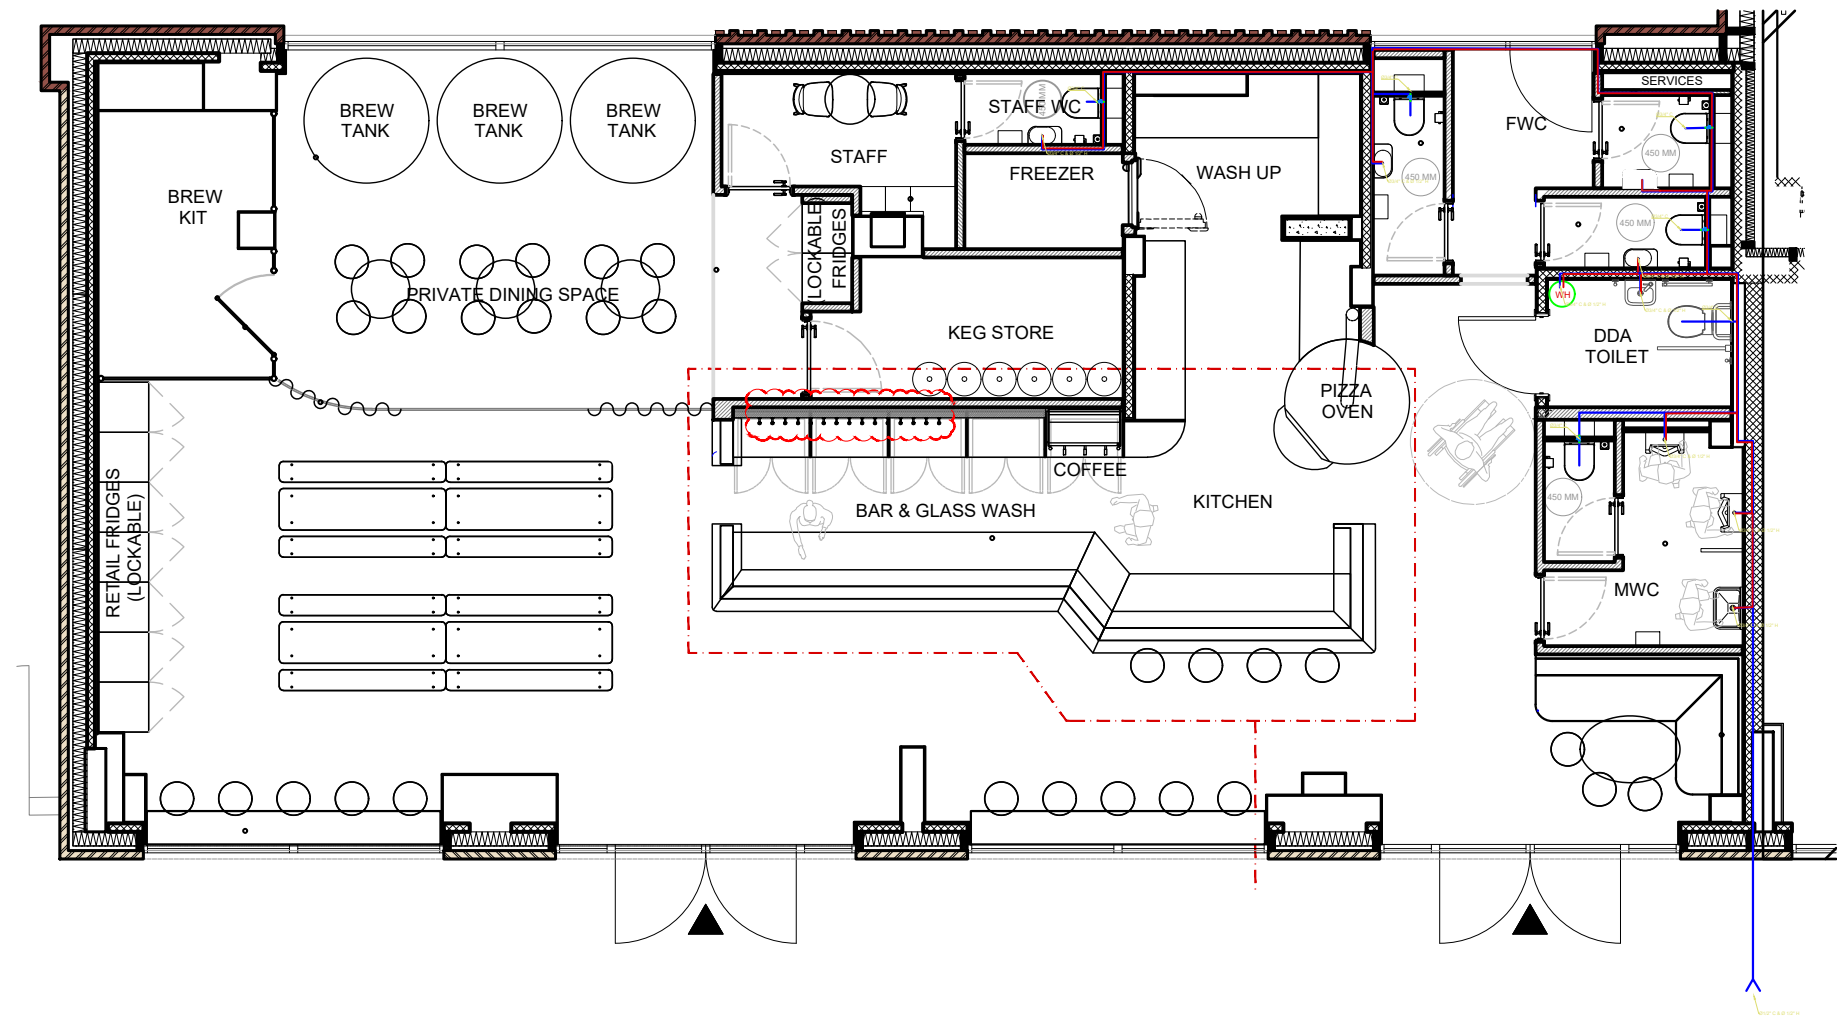 SERVICES
BREW
TANK
BREW
TANK
BREW
TANK
STAFF WC
FWC
STAFF
450 MM
FREEZER
WASH UP
450 MM
BREW
KIT
(LOCKABLE)
FRIDGES
450 MM
PRIVATE DINING SPACE
WH
KEG STORE
DDA
TOILET
PIZZA
OVEN
COFFEE
RETAIL FRIDGES
(LOCKABLE)
BAR & GLASS WASH
KITCHEN
450 MM
MWC